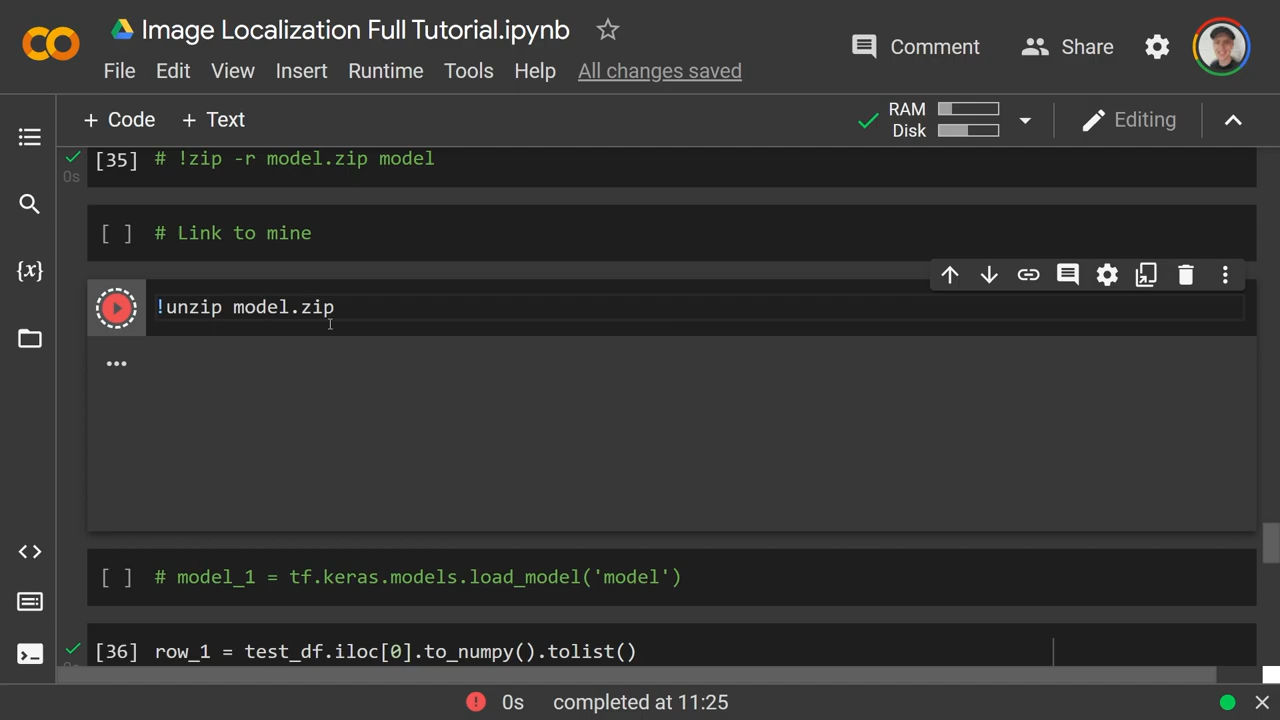 Image Localization Full Tutorial.ipynb
Comment
Share
File Edit View Insert Runtime Tools Help All changes saved
+ Code + Text
RAM
Disk
Editing
[35] # !zip -r model.zip model
0s
[ ] # Link to mine
{x}
!unzip model.zip
[ ] # model_1 = tf.keras.models.load_model('model')
[36] row_1 = test_df.iloc[0].to_numpy().tolist()
0s completed at 11:25